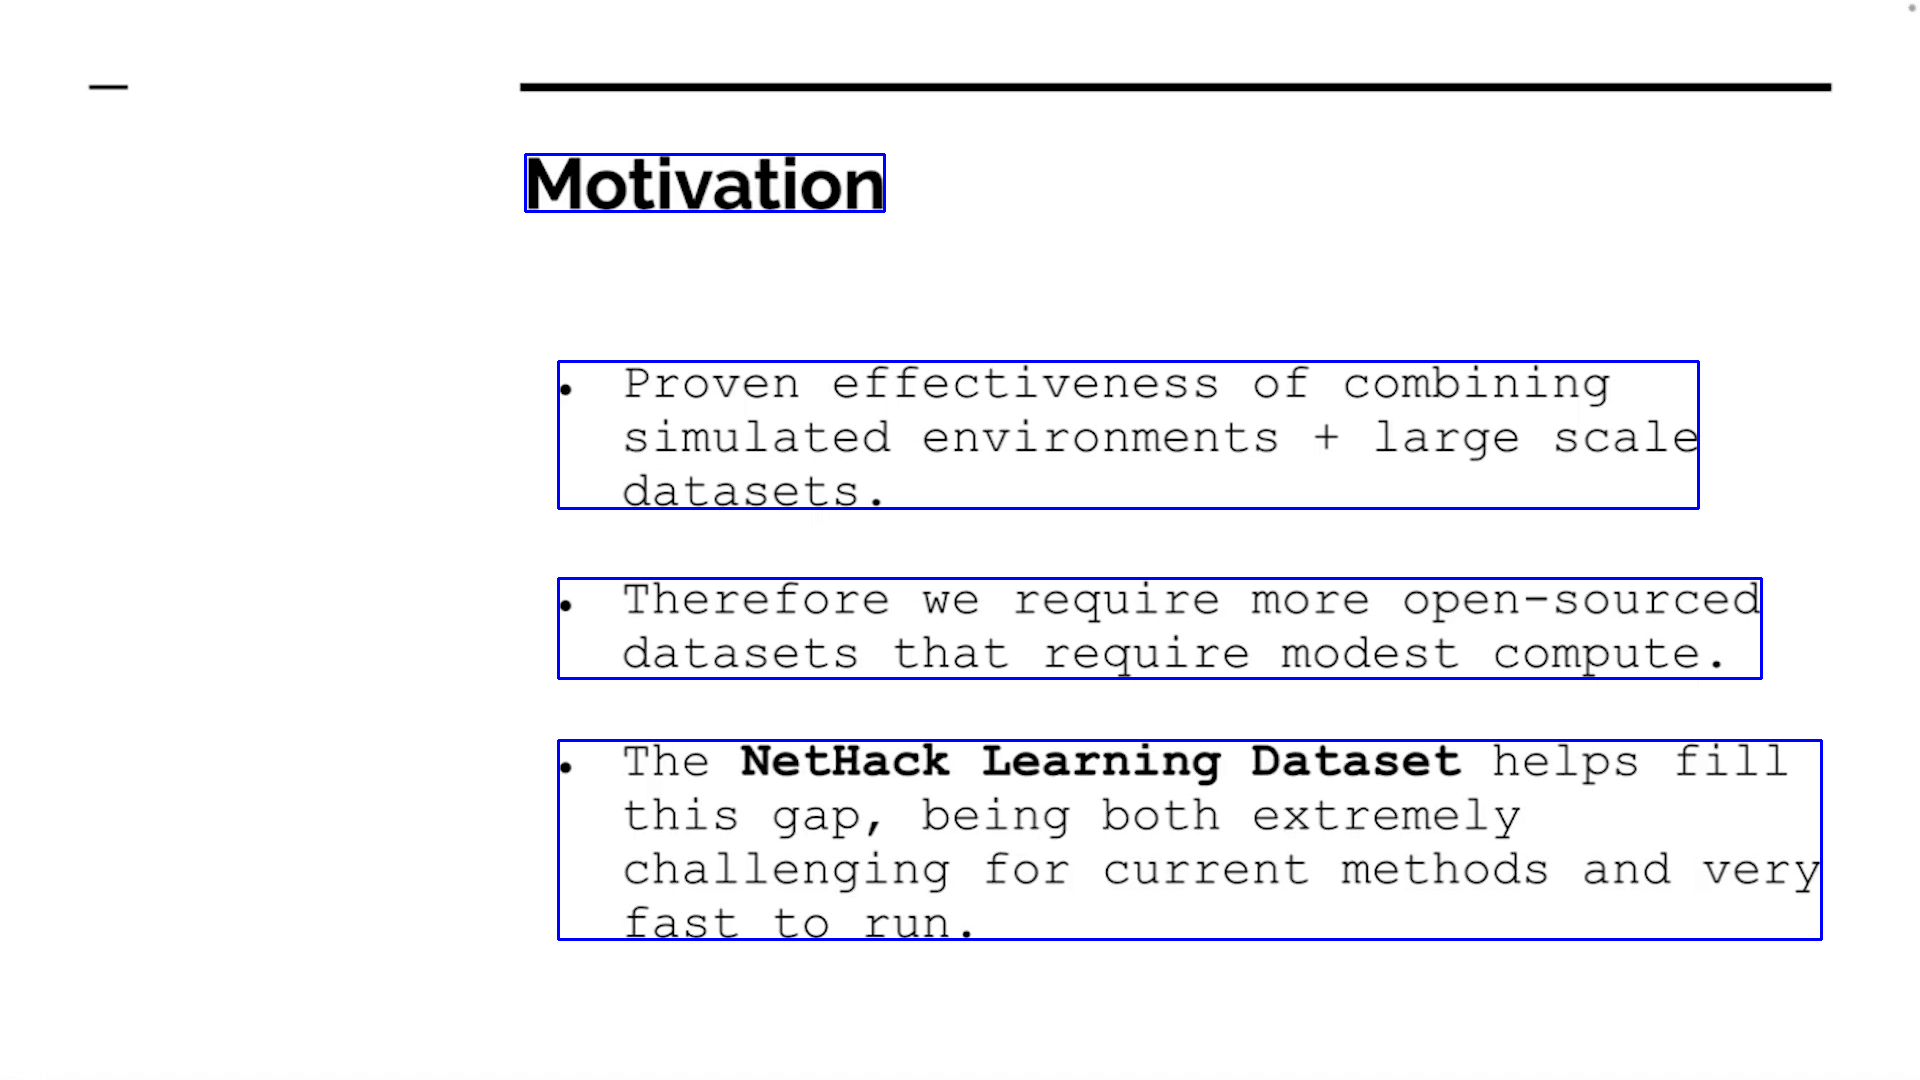 Motivation
• Proven effectiveness of combining
simulated environments + large scale
datasets.
• Therefore we require more open-sourced
datasets that require modest compute.
• The NetHack Learning Dataset helps fill
this gap, being both extremely
challenging for current methods and very
fast to run.